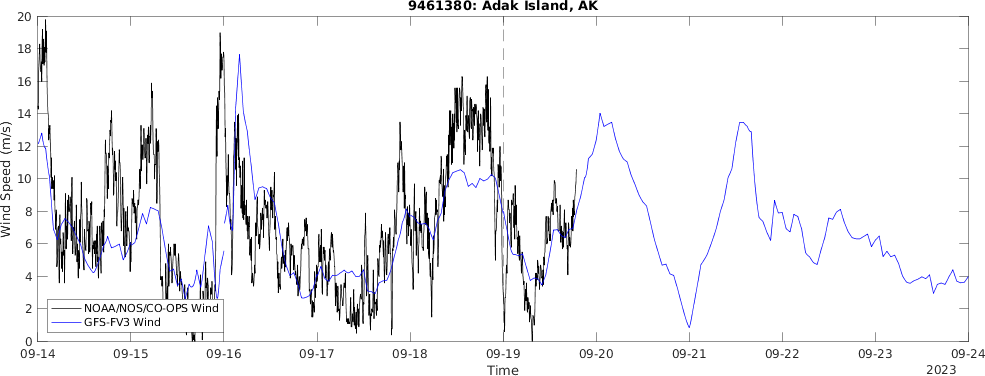 9461380: Adak Island, AK
20
18
16
14
12
10
8
6
4
2
0
Wind Speed (m/s)
NOAA/NOS/CO-OPS Wind
GFS-FV3 Wind
09-14 09-15 09-16 09-17 09-18 09-19 09-20 09-21 09-22 09-23 09-24
Time
2023